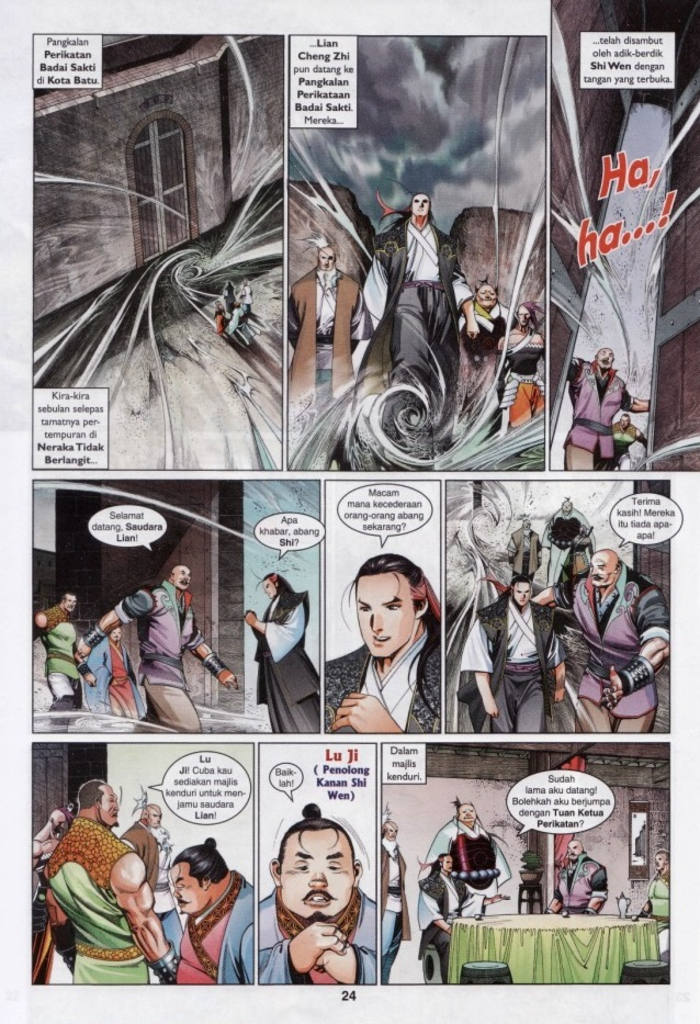 Pangkalan
Perikatan
Badai Sakti
di Kota Batu.
Kira-kira
sebulan selepas
tamatnya per-
tempuran di
Neraka Tidak
Berlangit...
...Lian
Cheng Zhi
pun datang ke
Pangkalan
Perikataan
Badai Sakti.
Mereka...
...telah disambut
oleh adik-berdik
Shi Wen dengan
tangan yang terbuka.
Ha,
ha....!
Selamat
datang, Saudara
Lian!
Apa
khabar, abang
Shi?
Macam
mana kecederaan
orang-orang abang
sekarang?
Terima
kasih! Mereka
itu tiada apa-
apa!
Lu
Ji! Cuba kau
sediakan majlis
kenduri untuk men-
jamu saudara
Lian!
Baik-
lah!
Lu Ji
( Penolong
Kanan Shi
Wen)
Dalam
majlis
kenduri.
Sudah
lama aku datang!
Bolehkah aku berjumpa
dengan Tuan Ketua
Perikatan?
24